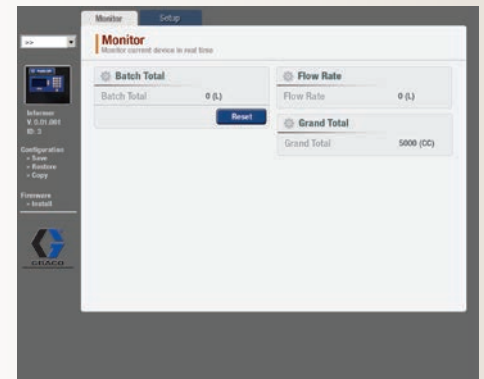 Monitor
Setup
>>
Monitor
Monitor current device in real time
Batch Total
Batch Total 0 (L)
Reset
Flow Rate
Flow Rate 0 (L)
Grand Total
Grand Total 5000 (CC)
Informer
V 0.01.001
ID: 3
Configuration
» Save
» Restore
» Copy
Firmware
» Install
GRACO